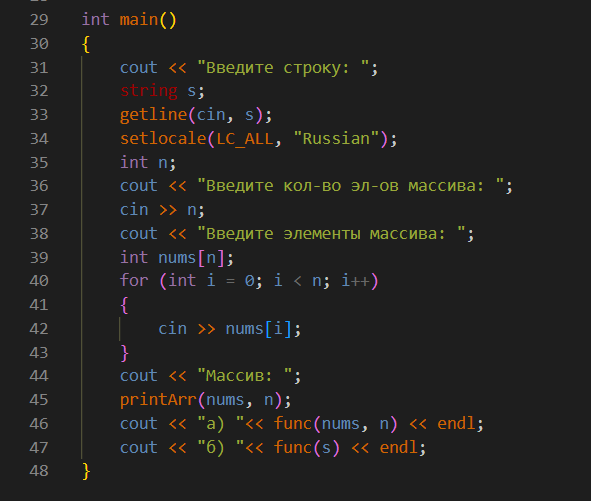 29 int main()
30 {
31     cout << "Введите строку: ";
32     string s;
33     getline(cin, s);
34     setlocale(LC_ALL, "Russian");
35     int n;
36     cout << "Введите кол-во эл-ов массива: ";
37     cin >> n;
38     cout << "Введите элементы массива: ";
39     int nums[n];
40     for (int i = 0; i < n; i++)
41     {
42         cin >> nums[i];
43     }
44     cout << "Массив: ";
45     printArr(nums, n);
46     cout << "а) "<< func(nums, n) << endl;
47     cout << "б) "<< func(s) << endl;
48 }